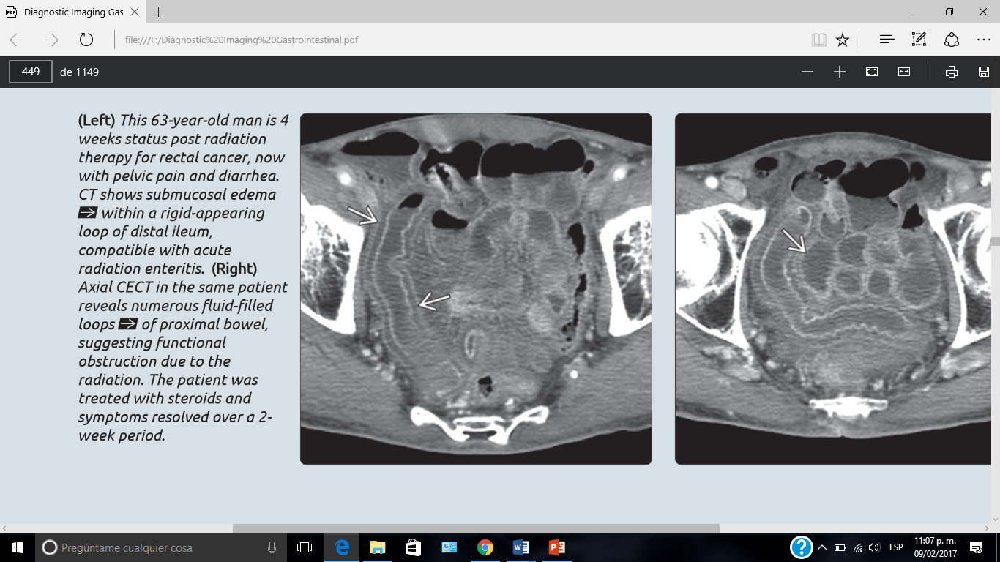 Diagnostic Imaging Gas
file:///F:/Diagnostic%20Imaging%20Gastrointestinal.pdf
449 de 1149
(Left) This 63-year-old man is 4
weeks status post radiation
therapy for rectal cancer, now
with pelvic pain and diarrhea.
CT shows submucosal edema
within a rigid-appearing
loop of distal ileum,
compatible with acute
radiation enteritis. (Right)
Axial CECT in the same patient
reveals numerous fluid-filled
loops of proximal bowel,
suggesting functional
obstruction due to the
radiation. The patient was
treated with steroids and
symptoms resolved over a 2-
week period.
Pregúntame cualquier cosa
ESP
11:07 p. m.
09/02/2017